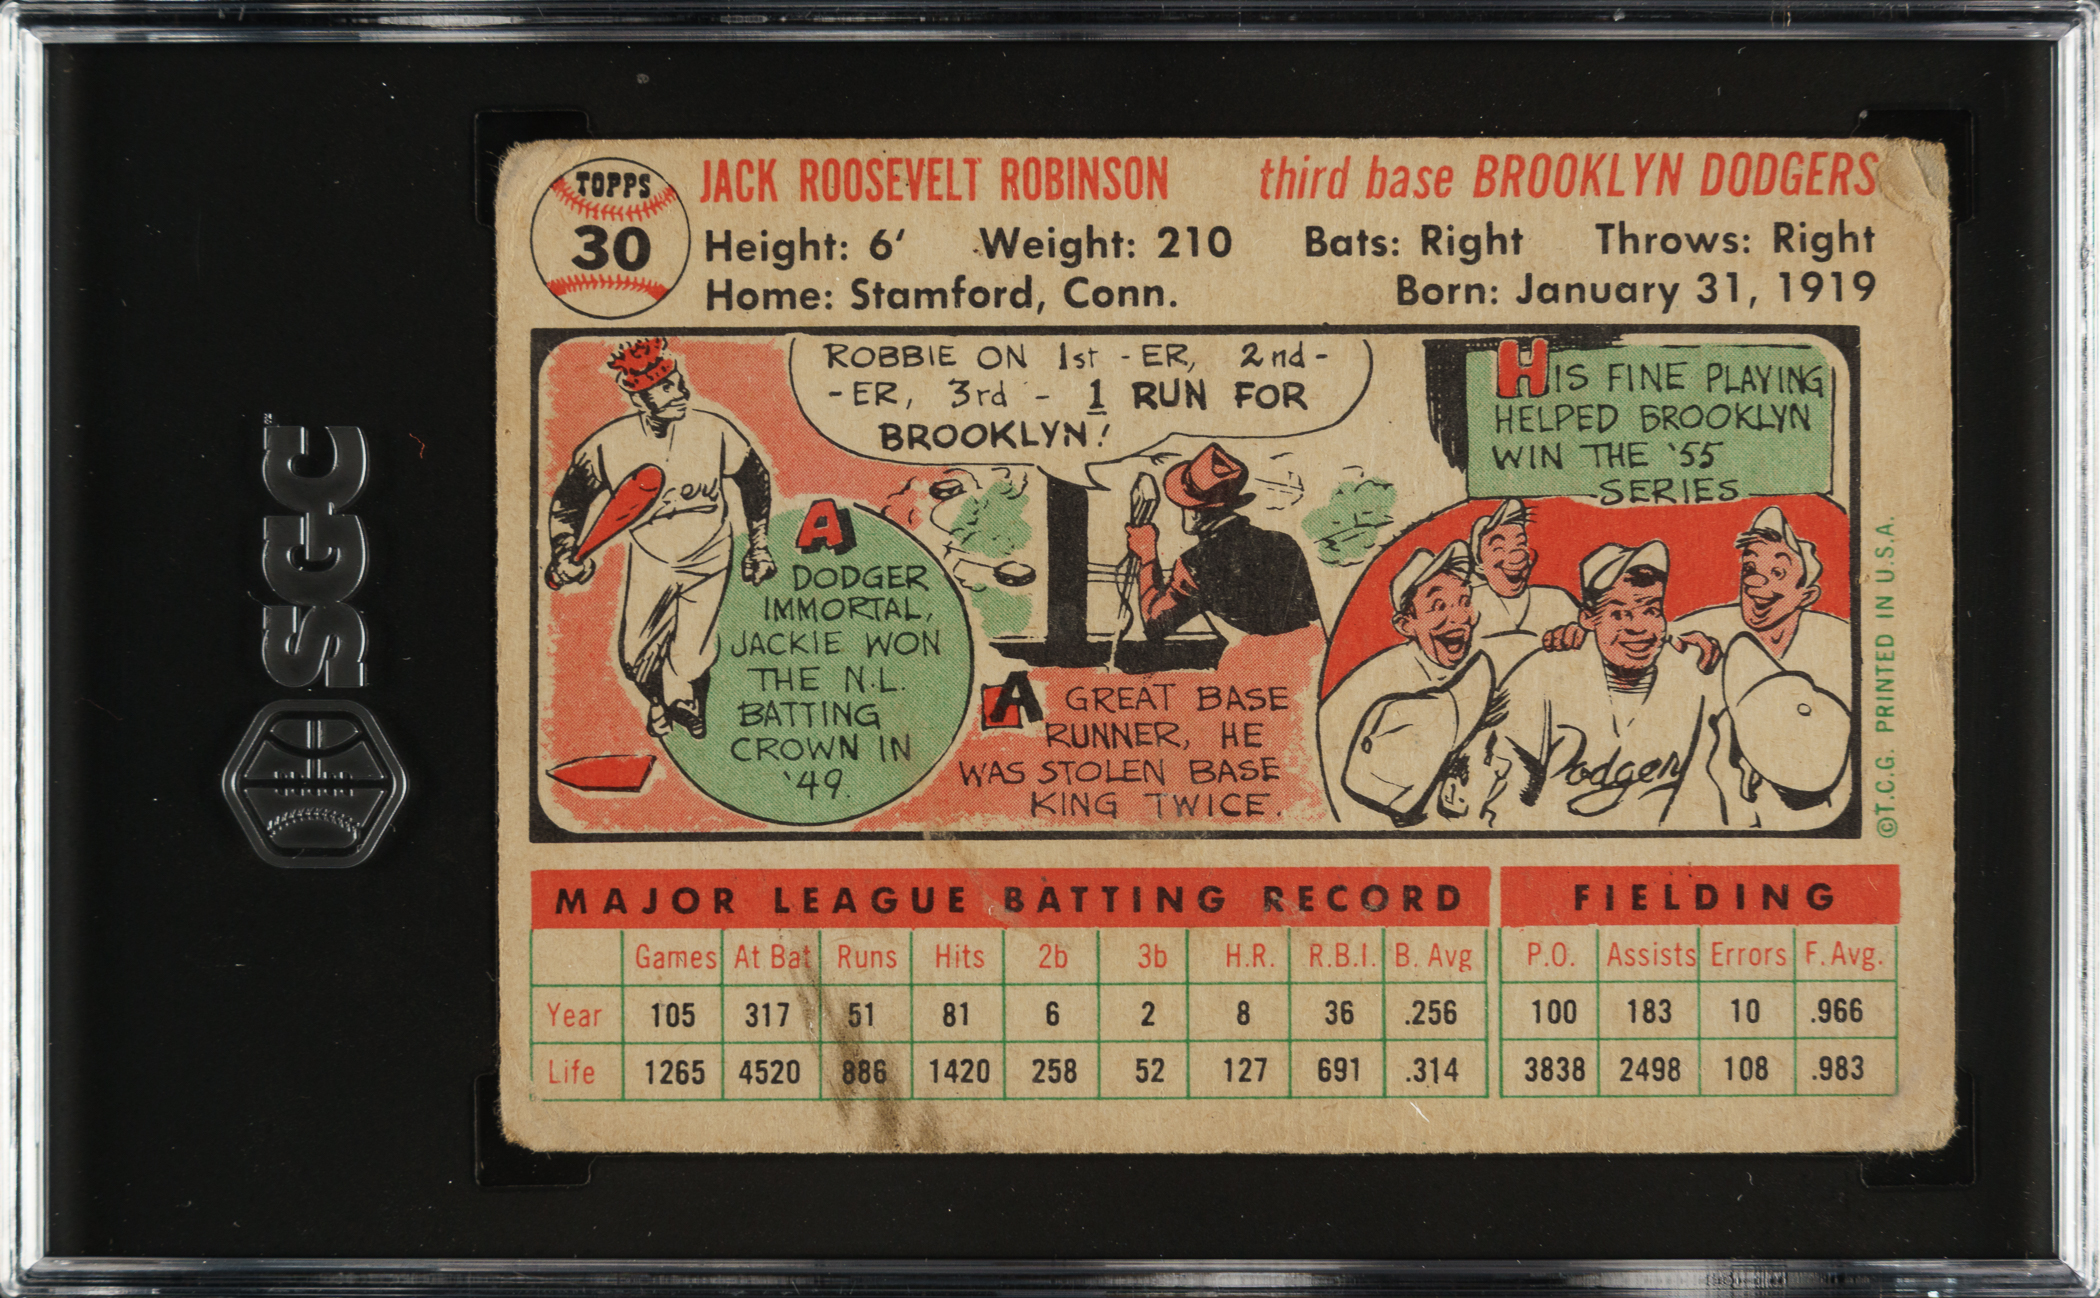 SGC
TOPPS
30
JACK ROOSEVELT ROBINSON third base BROOKLYN DODGERS
Height: 6' Weight: 210 Bats: Right Throws: Right
Home: Stamford, Conn. Born: January 31, 1919
ROBBIE ON 1st - ER, 2nd -
- ER, 3rd - 1 RUN FOR
BROOKLYN!
HIS FINE PLAYING
HELPED BROOKLYN
WIN THE '55
SERIES
ers
A
DODGER
IMMORTAL,
JACKIE WON
THE N.L.
BATTING
CROWN IN
'49.
A GREAT BASE
RUNNER, HE
WAS STOLEN BASE
KING TWICE.
Dodgers
©T.C.G. PRINTED IN U.S.A.
MAJOR LEAGUE BATTING RECORD FIELDING
Games At Bat Runs Hits 2b 3b H.R. R.B.I. B. Avg P.O. Assists Errors F. Avg.
Year 105 317 51 81 6 2 8 36 .256 100 183 10 .966
Life 1265 4520 886 1420 258 52 127 691 .314 3838 2498 108 .983